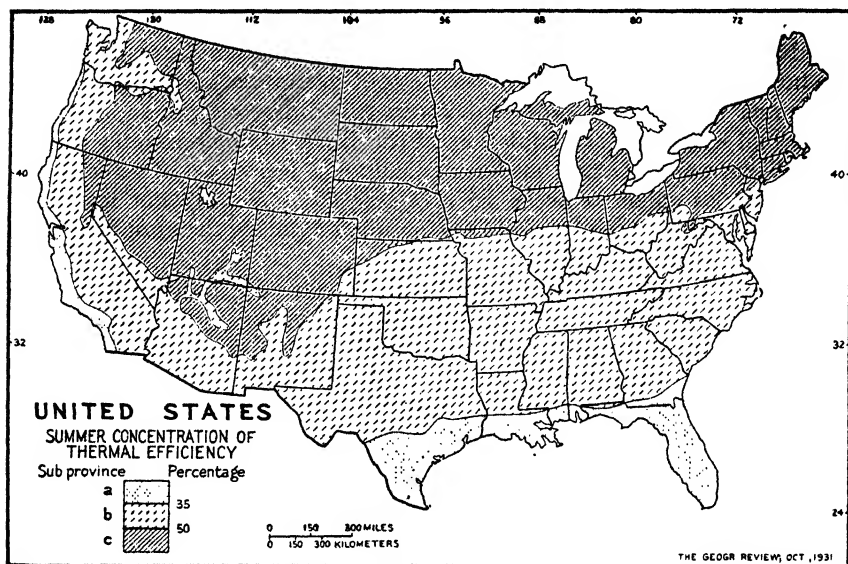 128 120 112 104 96 88 80 72
40 40
32 32
UNITED STATES
SUMMER CONCENTRATION OF
THERMAL EFFICIENCY
Sub province Percentage
a
35
b
50
c
24
0 150 300 MILES
0 150 300 KILOMETERS
THE GEOGR REVIEW, OCT, 1931